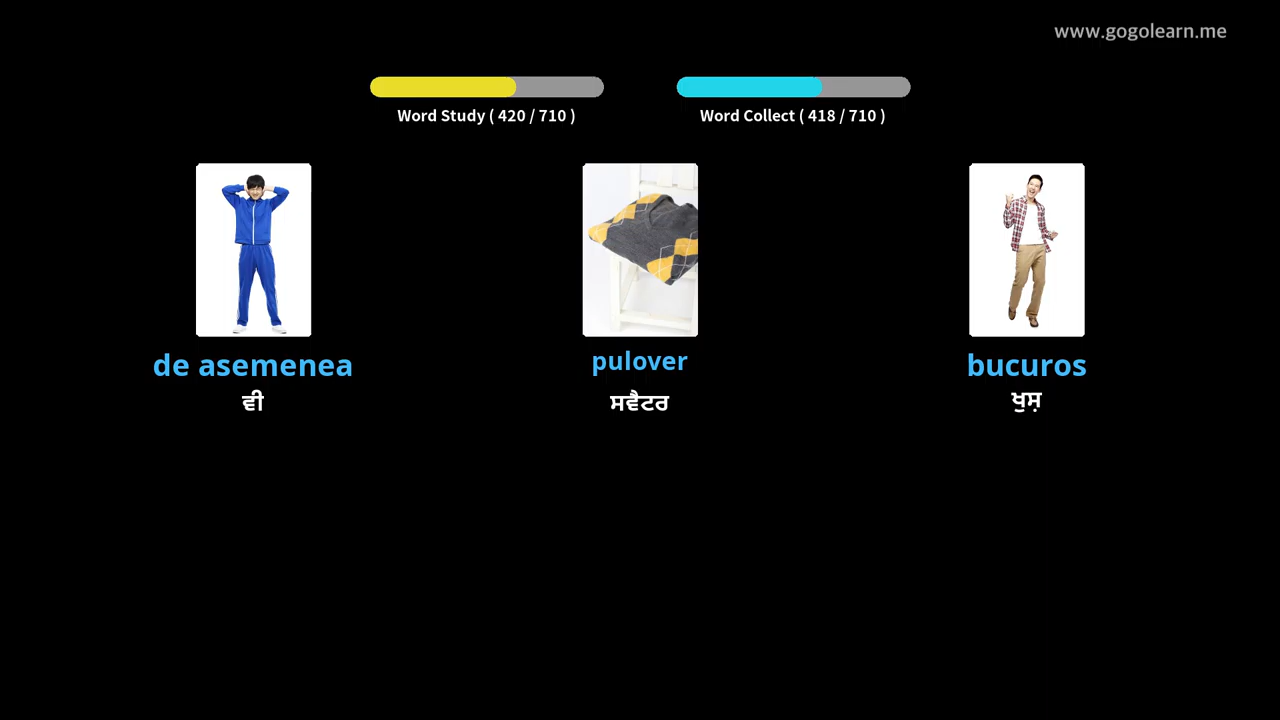 www.gogolearn.me
Word Study ( 420 / 710 )
Word Collect ( 418 / 710 )
de asemenea
ਵੀ
pulover
ਸਵੈਟਰ
bucuros
ਖੁਸ਼